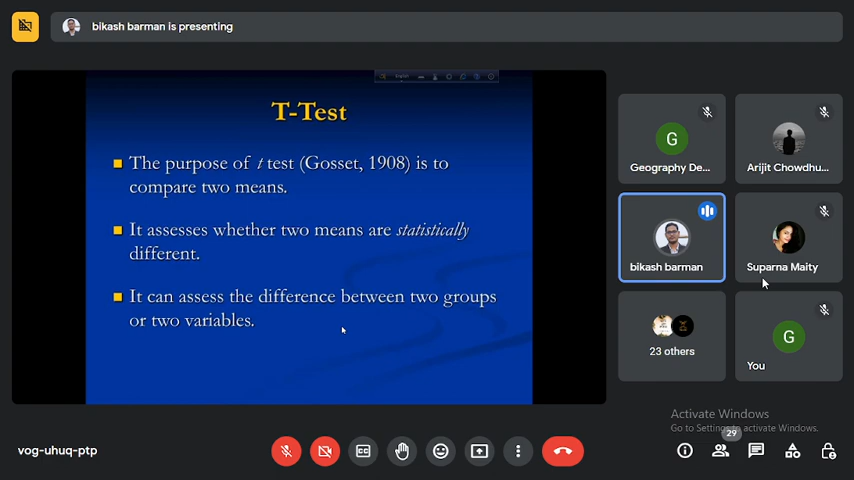 bikash barman is presenting
English
T-Test
The purpose of t test (Gosset, 1908) is to
compare two means.
It assesses whether two means are statistically
different.
It can assess the difference between two groups
or two variables.
G
Geography De...
Arijit Chowdhu...
bikash barman
Suparna Maity
23 others
G
You
Activate Windows
Go to Settings to activate Windows.
29
vog-uhuq-ptp